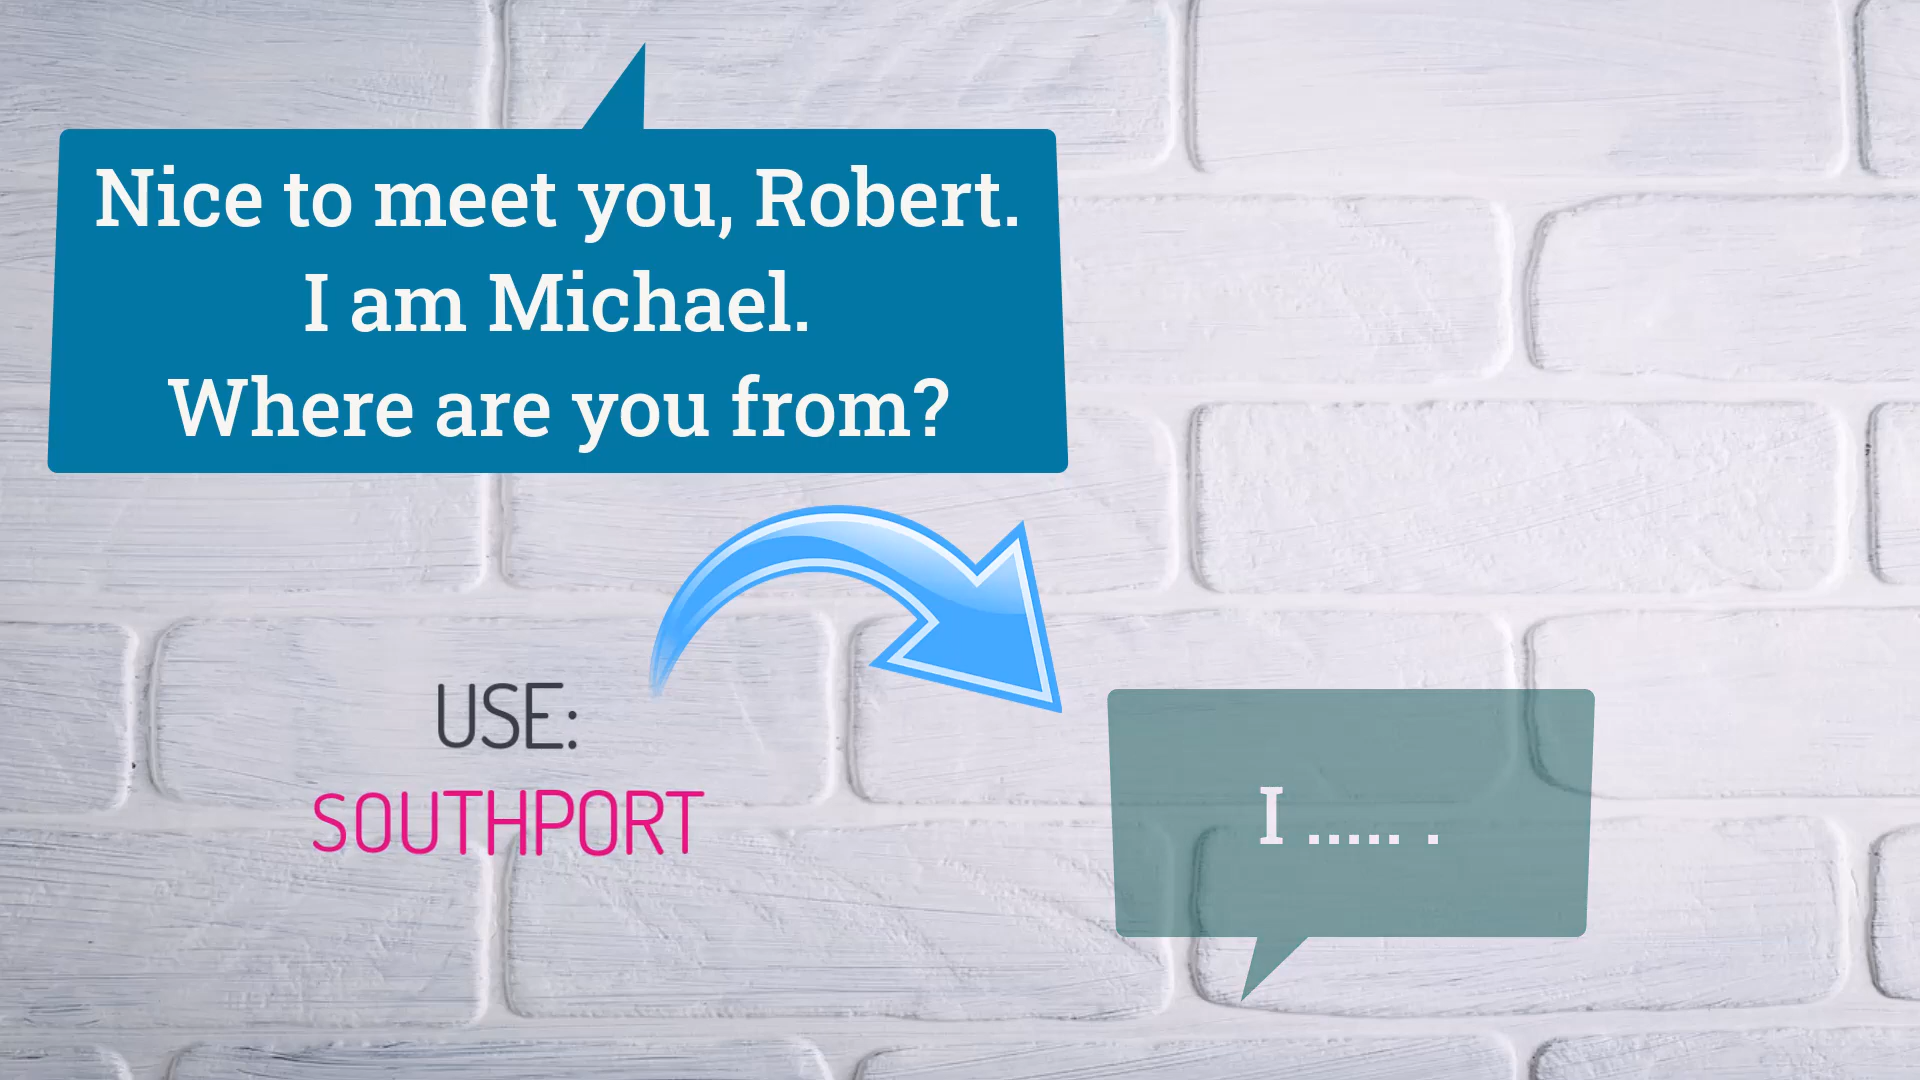 Nice to meet you, Robert.
I am Michael.
Where are you from?
USE:
SOUTHPORT
I ..... .